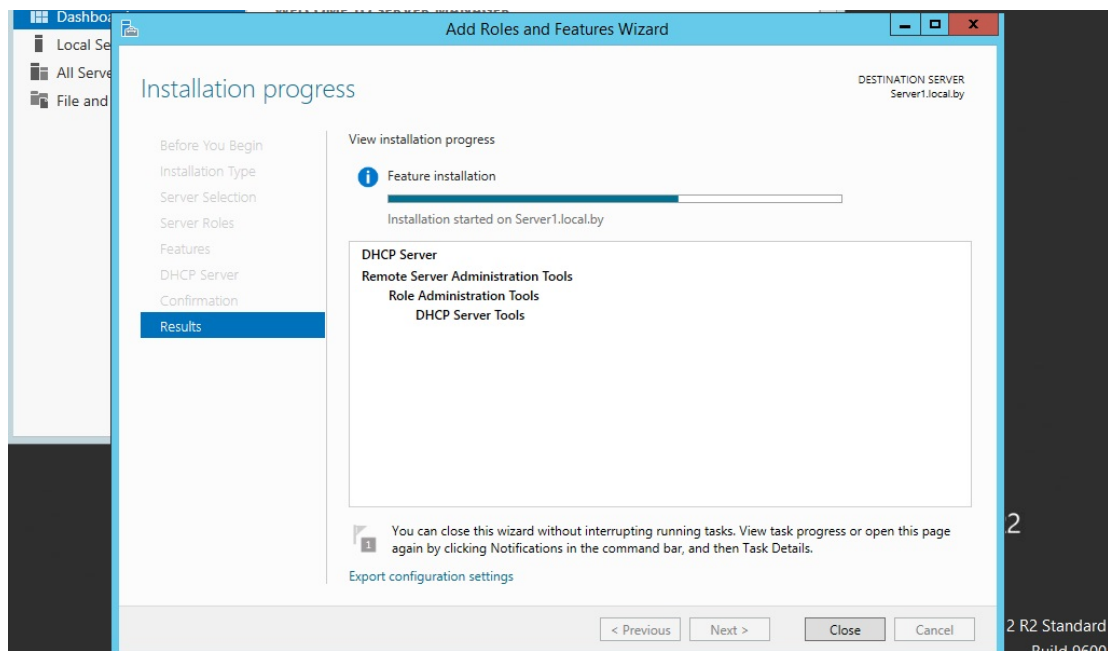 Dashboa
Add Roles and Features Wizard
Local Se
All Serve
File and
Installation progress
DESTINATION SERVER
Server1.local.by
Before You Begin
Installation Type
Server Selection
Server Roles
Features
DHCP Server
Confirmation
Results
View installation progress
Feature installation
Installation started on Server1.local.by
DHCP Server
Remote Server Administration Tools
Role Administration Tools
DHCP Server Tools
1
You can close this wizard without interrupting running tasks. View task progress or open this page
again by clicking Notifications in the command bar, and then Task Details.
Export configuration settings
< Previous
Next >
Close
Cancel
2
2 R2 Standard
Build 9600